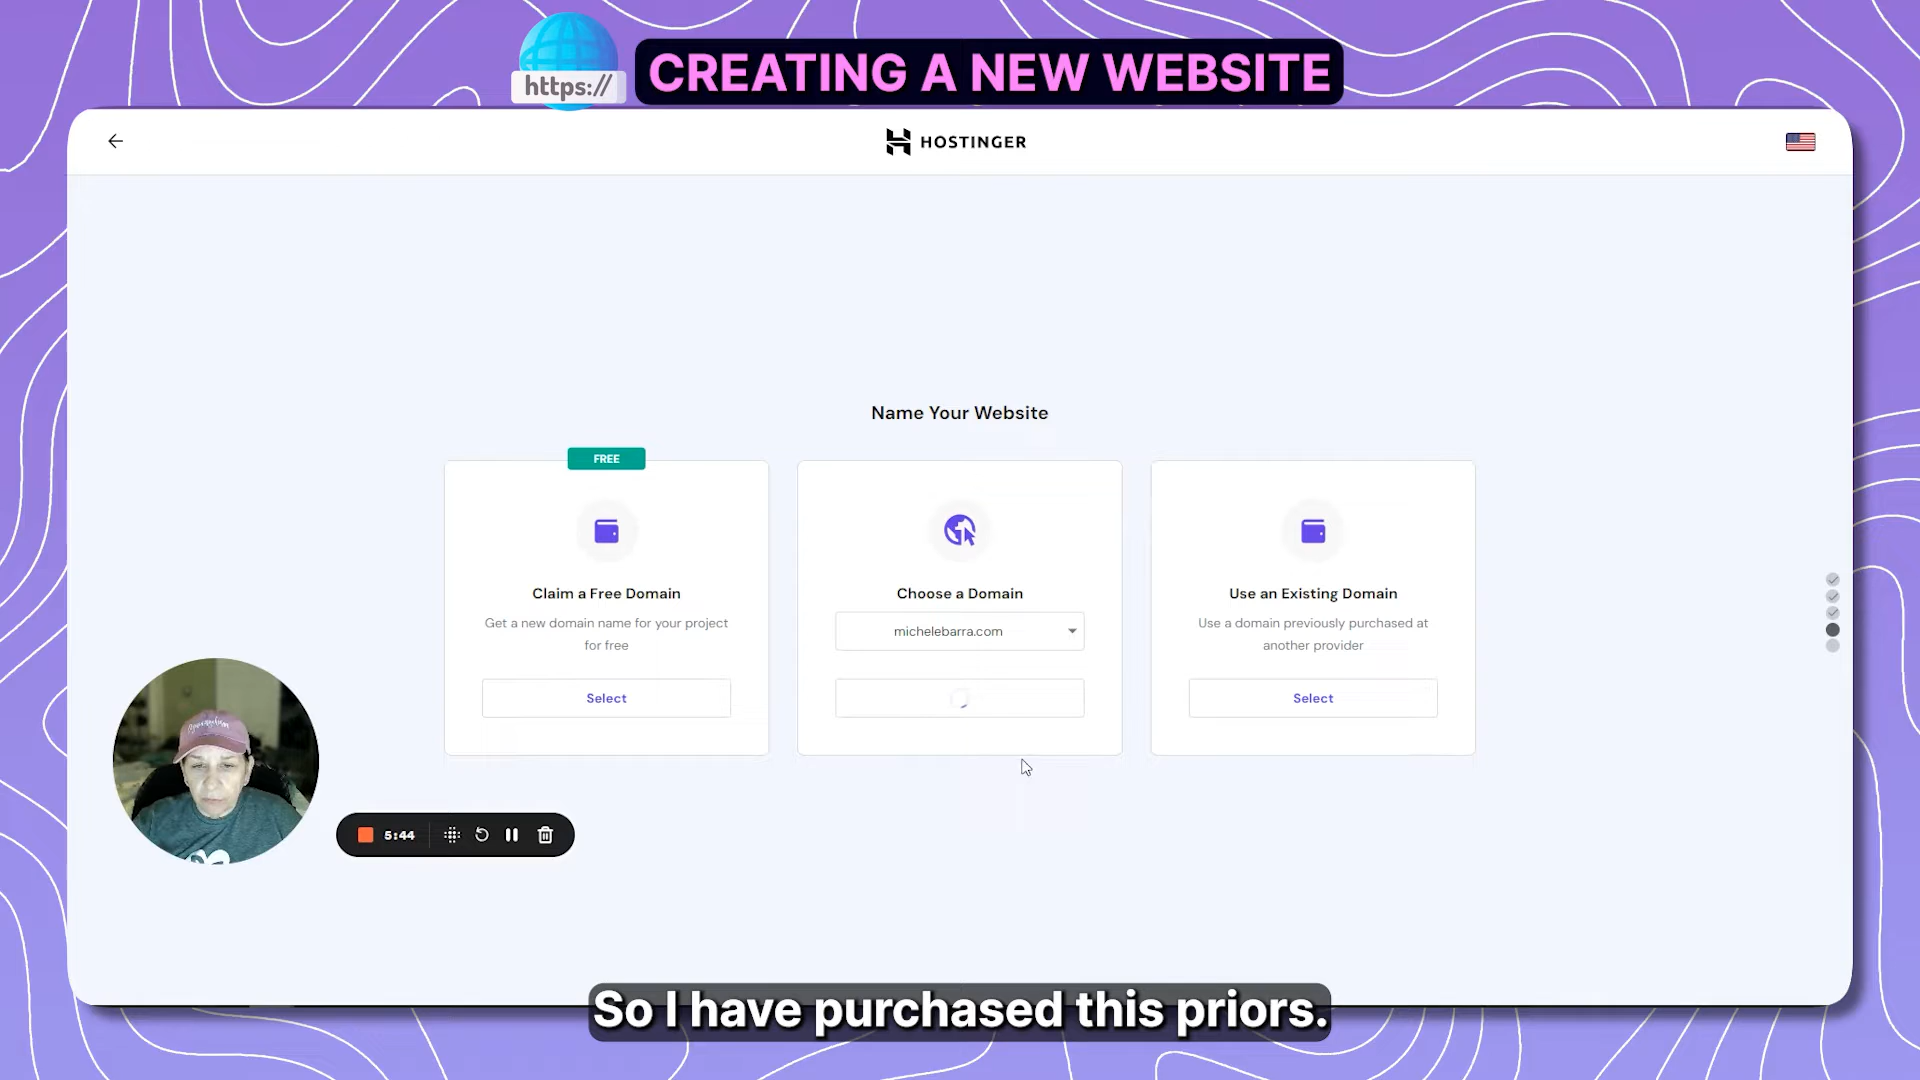 https://
CREATING A NEW WEBSITE
HOSTINGER
Name Your Website
FREE
Claim a Free Domain
Get a new domain name for your project
for free
Select
Choose a Domain
michelebarra.com
Use an Existing Domain
Use a domain previously purchased at
another provider
Select
5:44
So I have purchased this priors.